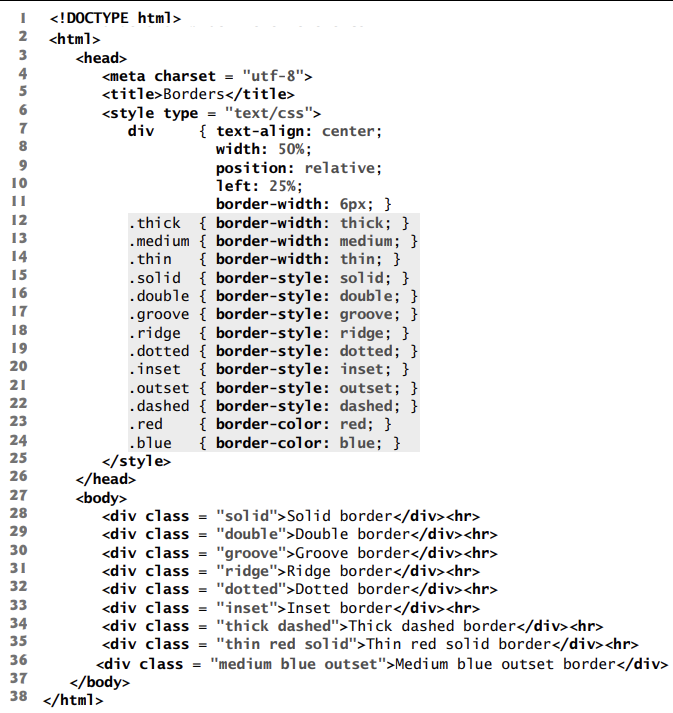 1 <!DOCTYPE html>
2 <html>
3 <head>
4 <meta charset = "utf-8">
5 <title>Borders</title>
6 <style type = "text/css">
7 div { text-align: center;
8 width: 50%;
9 position: relative;
10 left: 25%;
11 border-width: 6px; }
12 .thick { border-width: thick; }
13 .medium { border-width: medium; }
14 .thin { border-width: thin; }
15 .solid { border-style: solid; }
16 .double { border-style: double; }
17 .groove { border-style: groove; }
18 .ridge { border-style: ridge; }
19 .dotted { border-style: dotted; }
20 .inset { border-style: inset; }
21 .outset { border-style: outset; }
22 .dashed { border-style: dashed; }
23 .red { border-color: red; }
24 .blue { border-color: blue; }
25 </style>
26 </head>
27 <body>
28 <div class = "solid">Solid border</div><hr>
29 <div class = "double">Double border</div><hr>
30 <div class = "groove">Groove border</div><hr>
31 <div class = "ridge">Ridge border</div><hr>
32 <div class = "dotted">Dotted border</div><hr>
33 <div class = "inset">Inset border</div><hr>
34 <div class = "thick dashed">Thick dashed border</div><hr>
35 <div class = "thin red solid">Thin red solid border</div><hr>
36 <div class = "medium blue outset">Medium blue outset border</div>
37 </body>
38 </html>